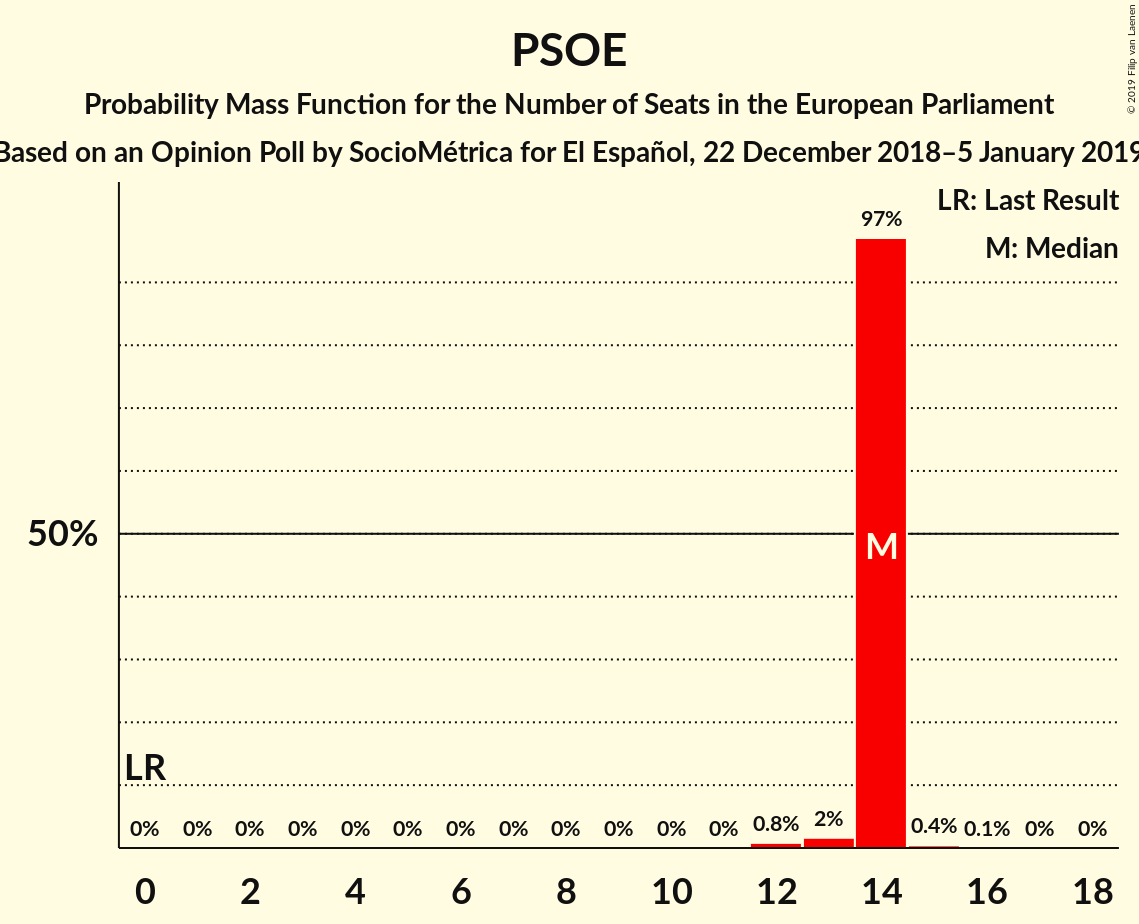 PSOE
Probability Mass Function for the Number of Seats in the European Parliament
Based on an Opinion Poll by SocioMétrica for El Español, 22 December 2018–5 January 2019
© 2019 Filip van Laenen
LR: Last Result
M: Median
97%
50%
M
LR
0% 0% 0% 0% 0% 0% 0% 0% 0% 0% 0% 0% 0.8% 2% 0.4% 0.1% 0% 0%
0 2 4 6 8 10 12 14 16 18